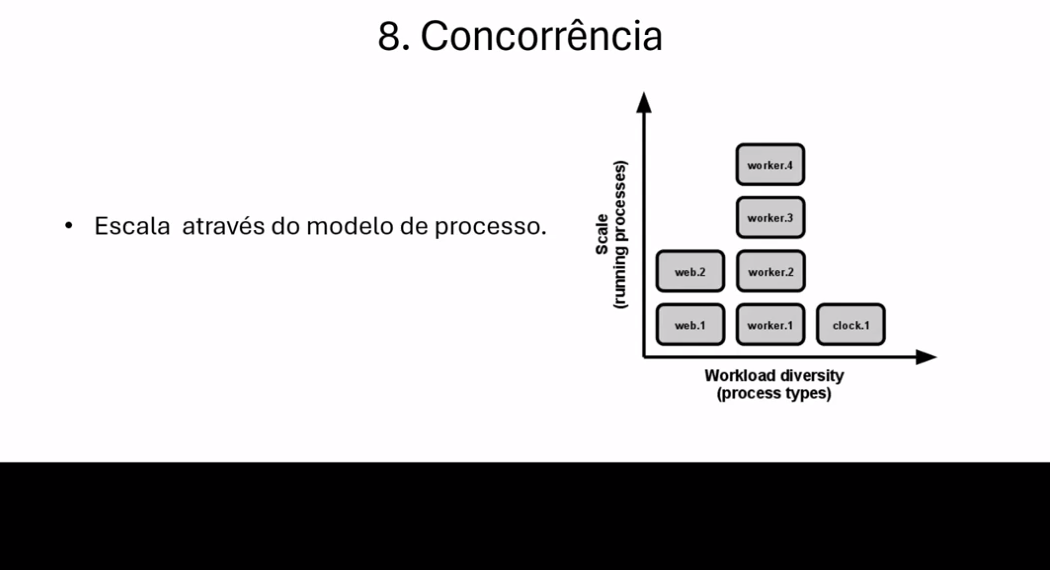 8. Concorrência
• Escala através do modelo de processo.
Scale
(running processes)
worker.4
worker.3
web.2
worker.2
web.1
worker.1
clock.1
Workload diversity
(process types)